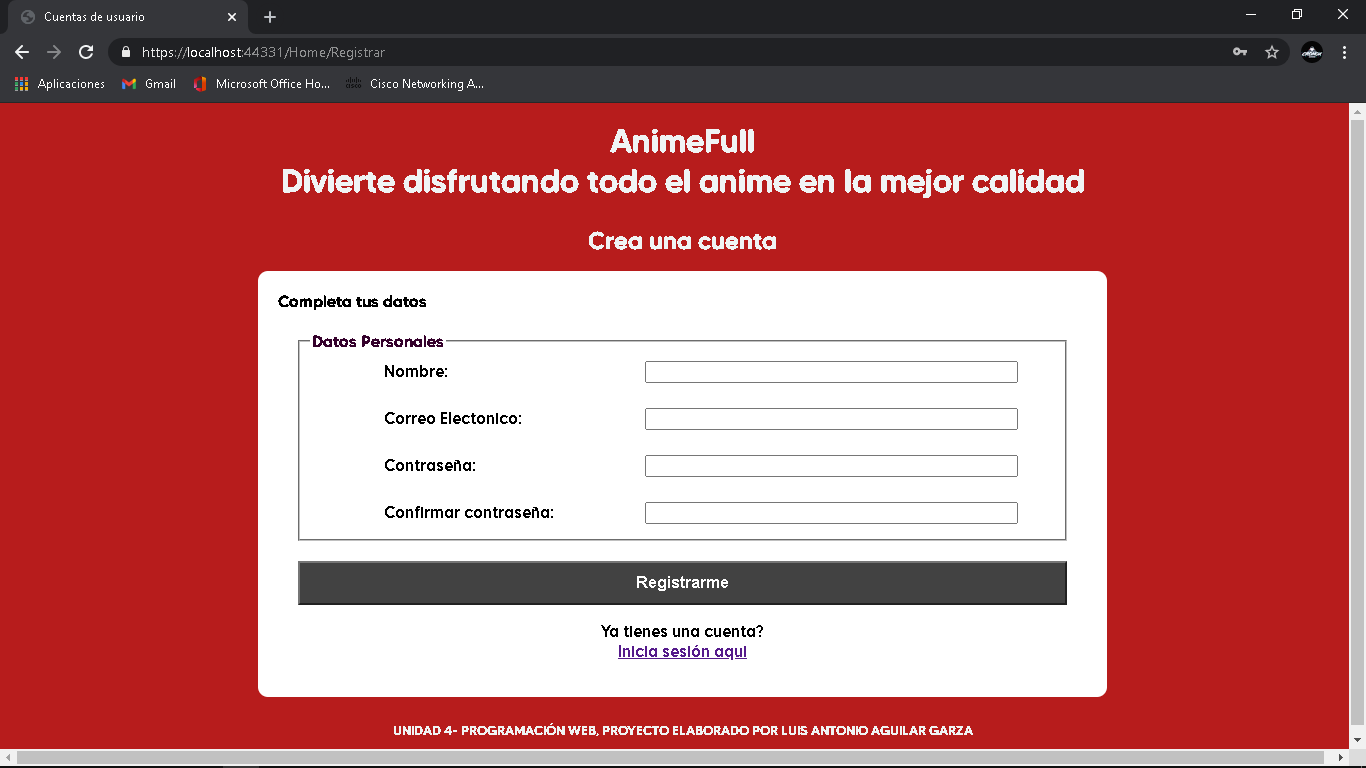 Cuentas de usuario
https://localhost:44331/Home/Registrar
Aplicaciones
Gmail
Microsoft Office Ho...
Cisco Networking A...
AnimeFull
Divierte disfrutando todo el anime en la mejor calidad
Crea una cuenta
Completa tus datos
Datos Personales
Nombre:
Correo Electonico:
Contraseña:
Confirmar contraseña:
Registrarme
Ya tienes una cuenta?
Inicia sesión aqui
UNIDAD 4- PROGRAMACIÓN WEB, PROYECTO ELABORADO POR LUIS ANTONIO AGUILAR GARZA